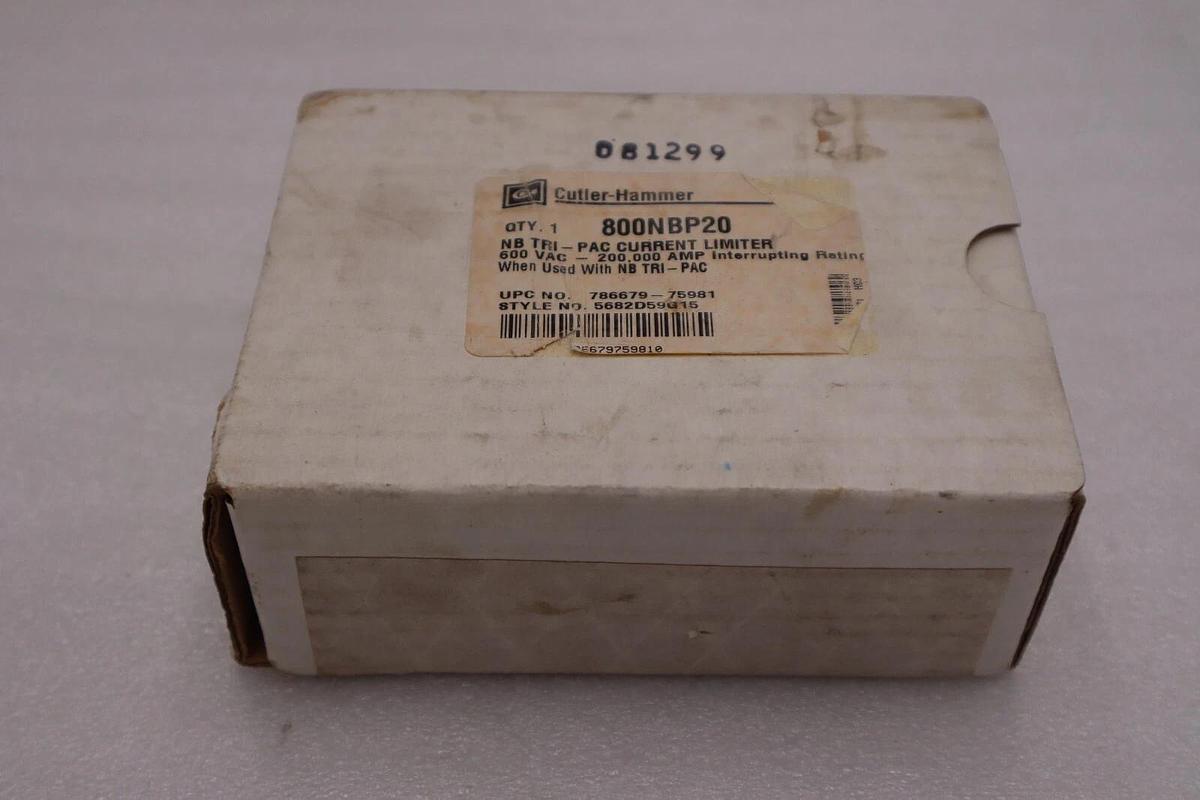 081299
Cutler-Hammer
QTY. 1 800NBP20
NB TRI-PAC CURRENT LIMITER
600 VAC - 200,000 AMP Interrupting Rating
When Used With NB TRI-PAC
UPC NO. 786679-75981
STYLE NO. 5682D59G15
679759810